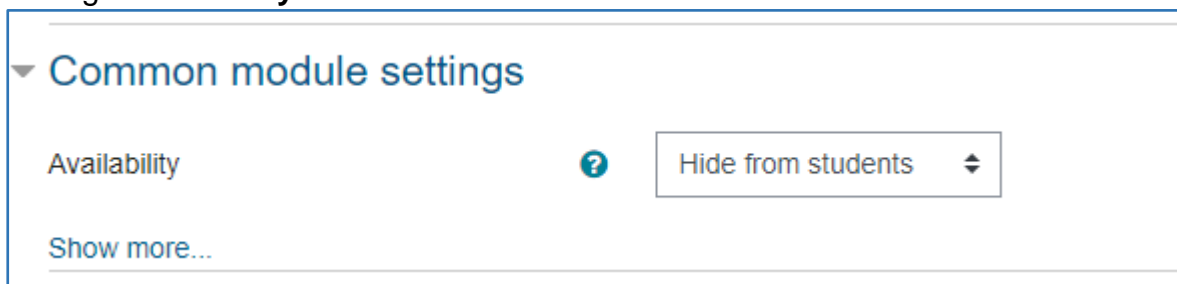 Common module settings
Availability
Hide from students
Show more...